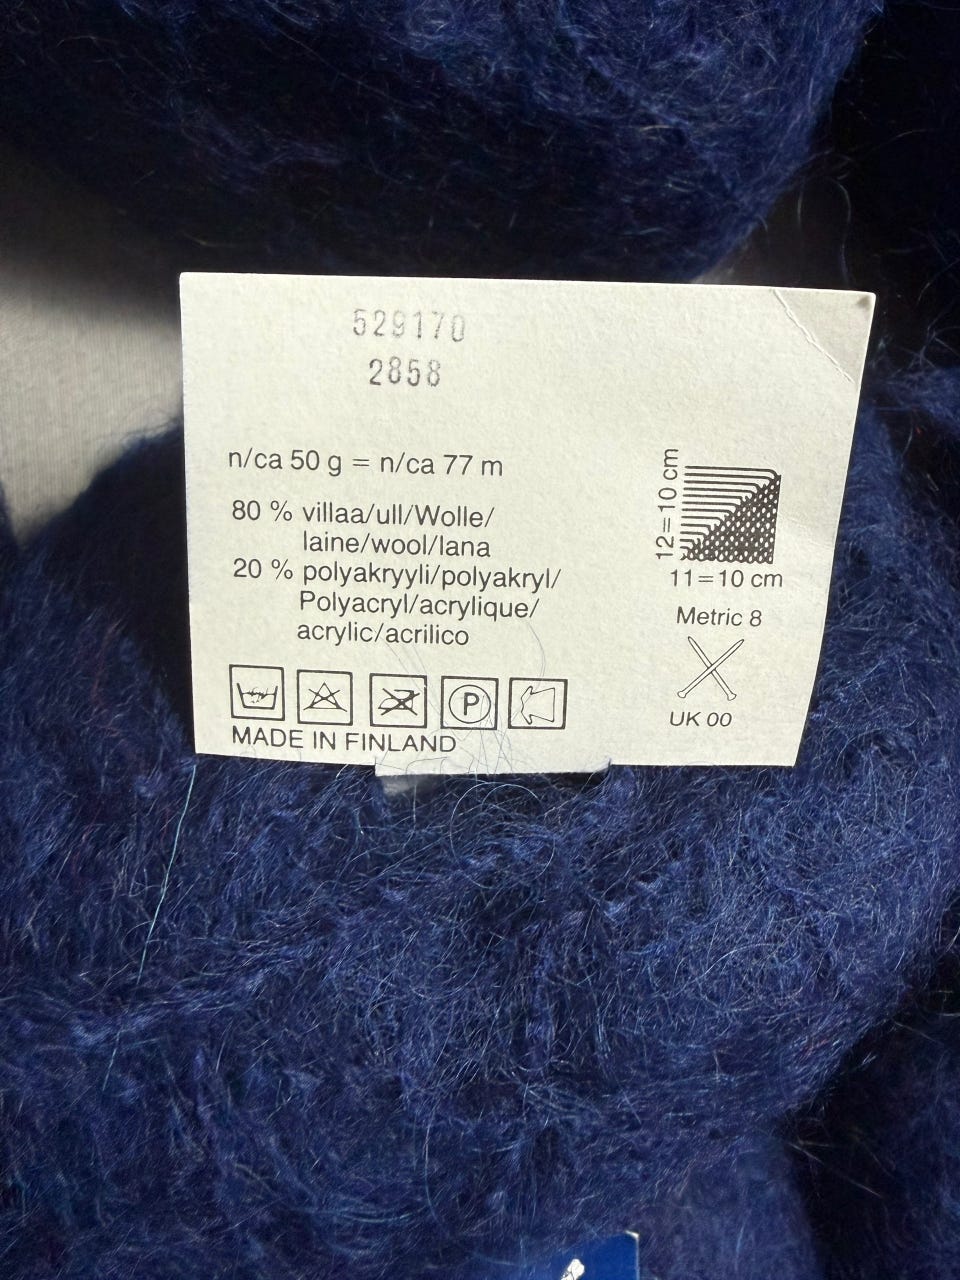 529170
2858
n/ca 50 g = n/ca 77 m
80 % villaa/ull/Wolle/
laine/wool/lana
20 % polyakryyli/polyakryl/
Polyacryl/acrylique/
acrylic/acrilico
12=10 cm
11=10 cm
Metric 8
UK 00
P
MADE IN FINLAND